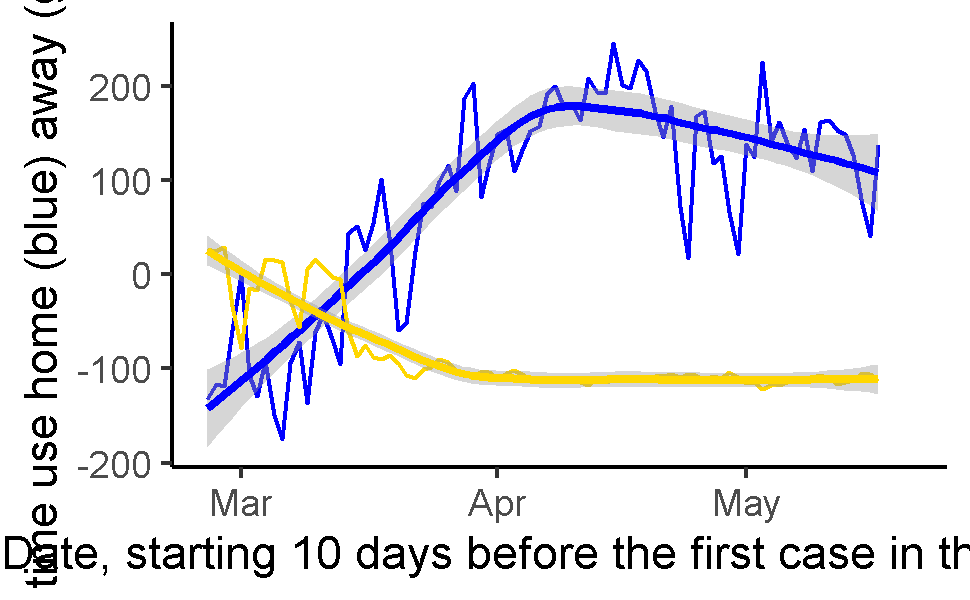 time use home (blue) away (
200
100
0
-100
-200
Mar
Apr
May
Date, starting 10 days before the first case in th